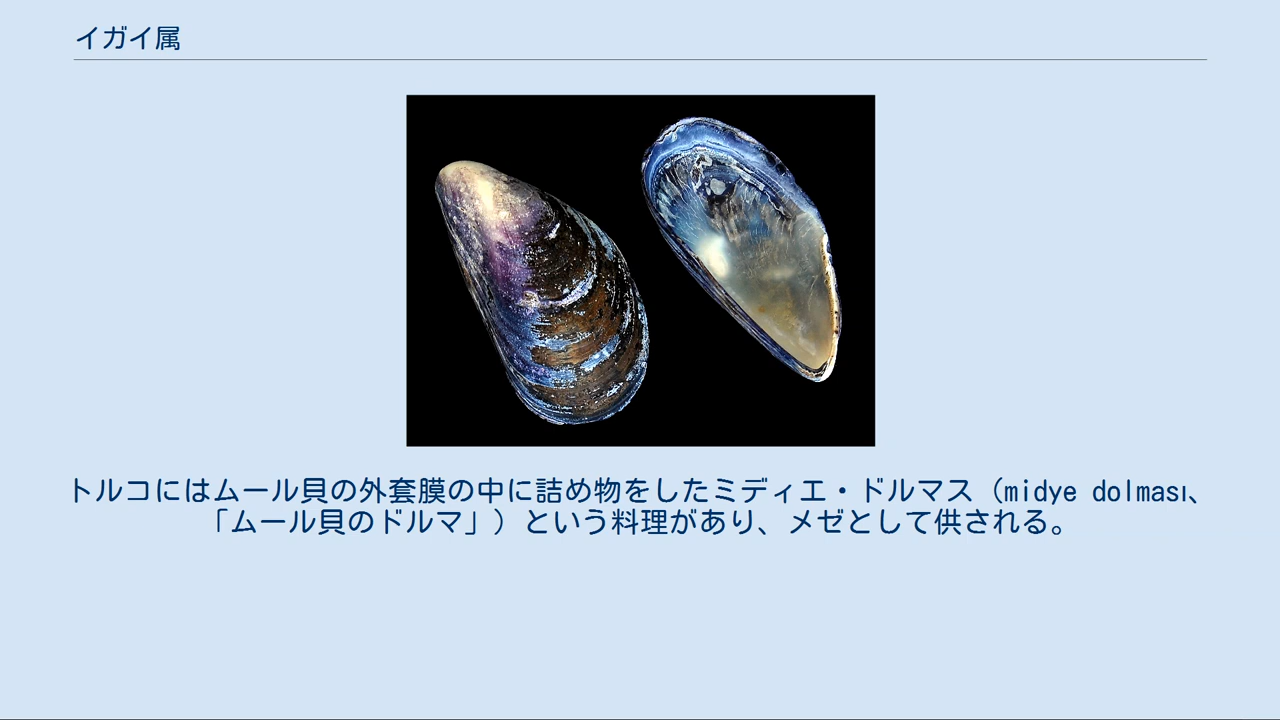 イガイ属
トルコにはムール貝の外套膜の中に詰め物をしたミディエ・ドルマス（midye dolması、
「ムール貝のドルマ」）という料理があり、メゼとして供される。